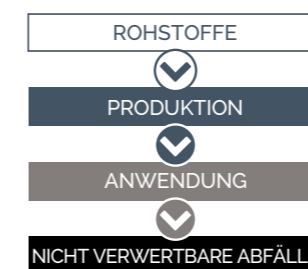 ROHSTOFFE
PRODUKTION
ANWENDUNG
NICHT VERWERTBARE ABFÄLL